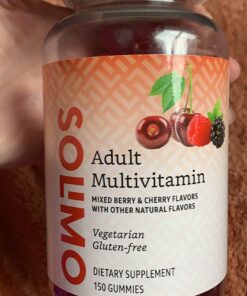 SOLIMO
Adult
Multivitamin
MIXED BERRY & CHERRY FLAVORS
WITH OTHER NATURAL FLAVORS
Vegetarian
Gluten-free
DIETARY SUPPLEMENT
150 GUMMIES